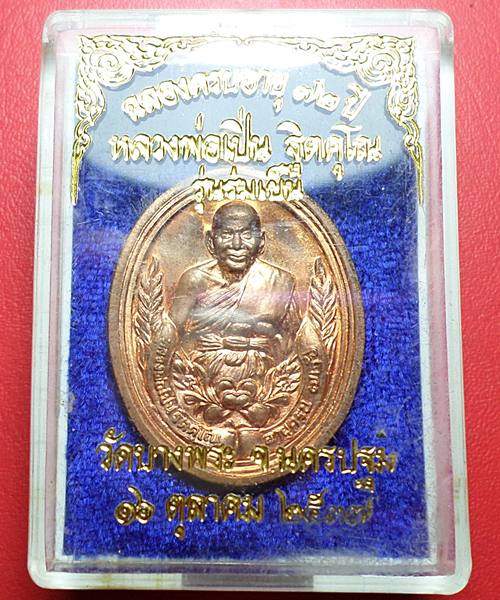 ฉลองครบอายุ ๗๒ ปี
หลวงพ่อเปิ่น ฐิตคุโณ
รุ่นร่มเย็น
วัดบางพระ จ.นครปฐม
๑๖ ตุลาคม ๒๕๓๗